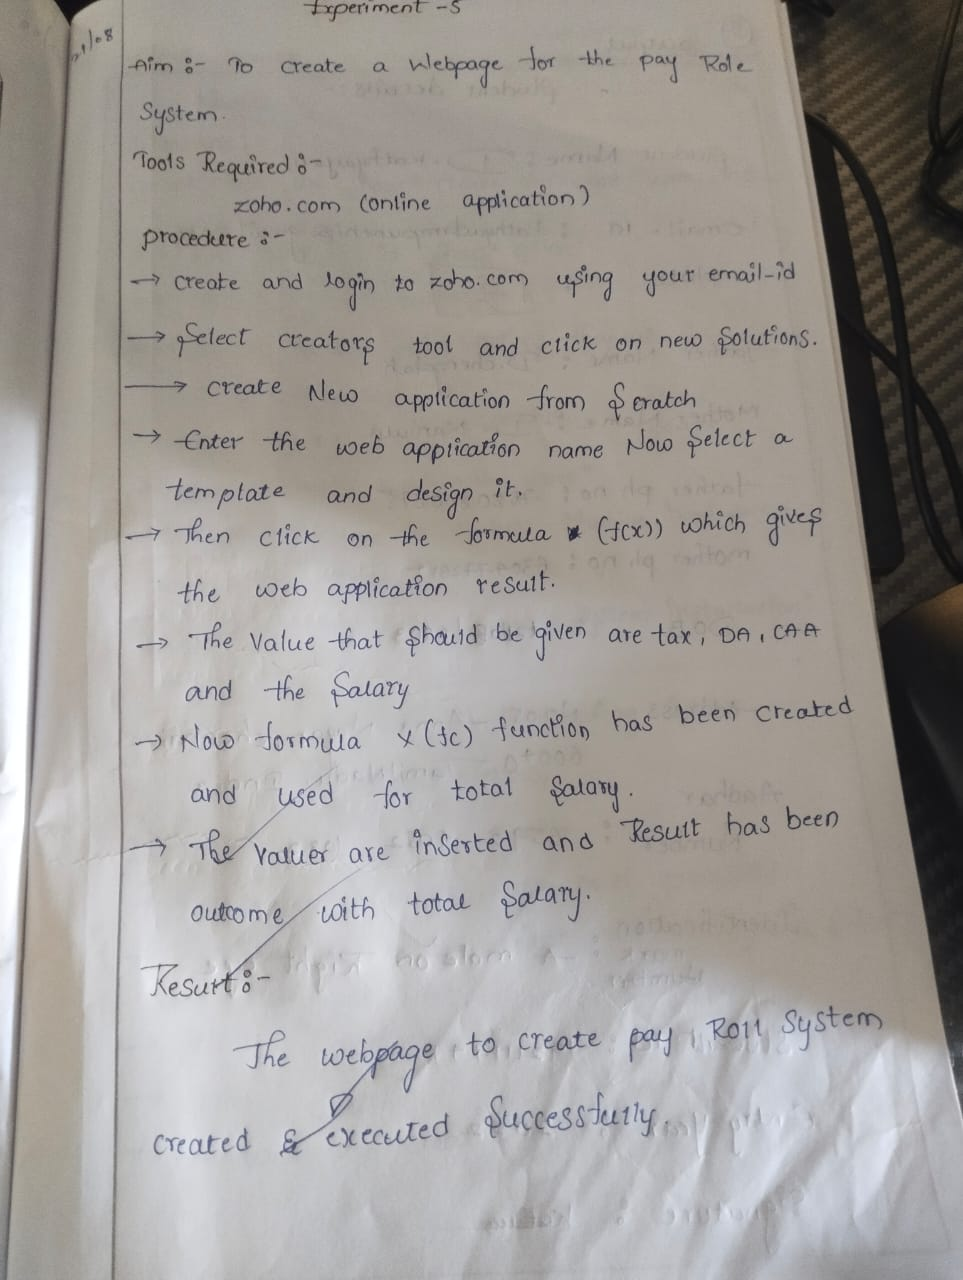 Experiment - 5
Aim :- To create a Webpage for the pay Role
System.
Tools Required :-
zoho.com (online application)
procedure :-
→ create and login to zoho.com using your email-id
→ Select creators tool and click on new Solutions.
→ create New application from Scratch
→ Enter the web application name Now Select a
template and design it.
→ Then click on the formula (f(x)) which gives
the web application result.
→ The Value that Should be given are tax, DA, CAA
and the Salary
→ Now formula x (fc) function has been created
and used for total Salary.
→ The Valuer are inserted and Result has been
outcome with total Salary.
Result :-
The webpage to create pay Roll System
created & executed Successfully.